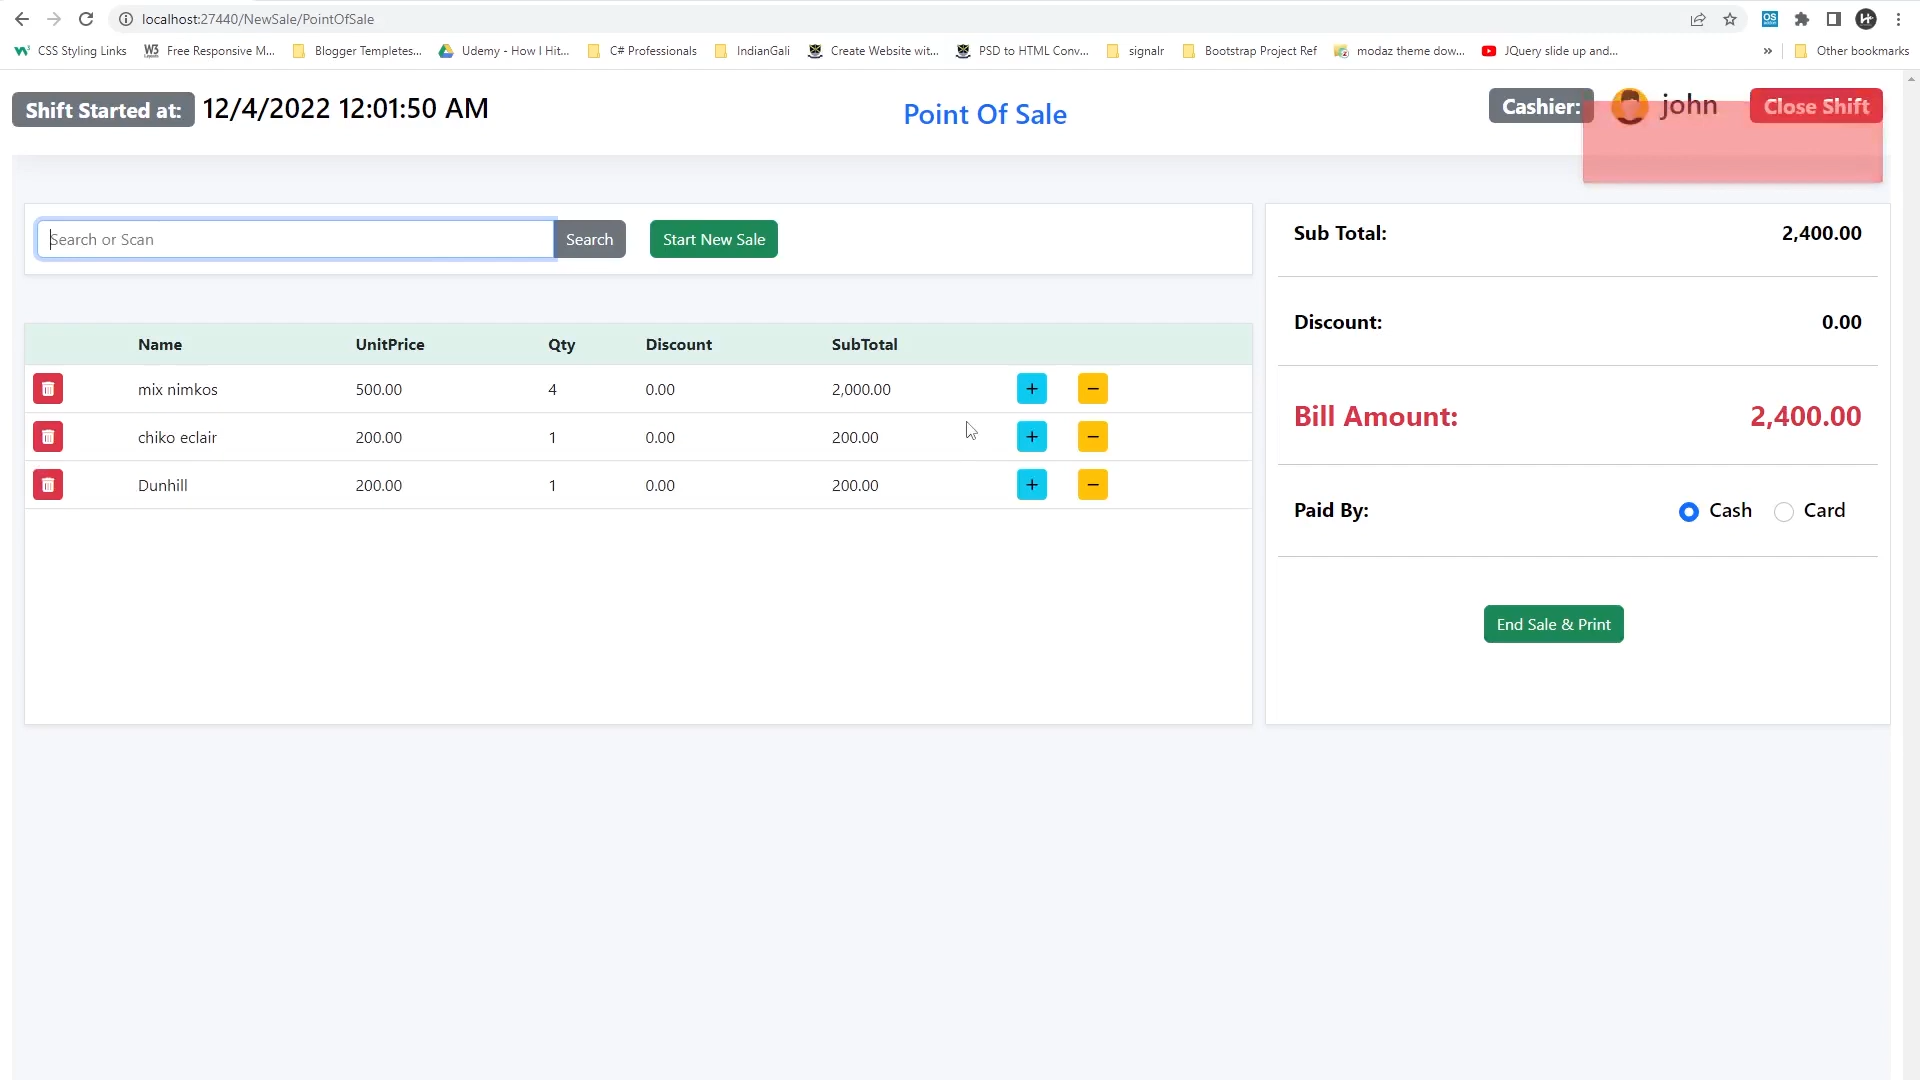 localhost:27440/NewSale/PointOfSale
CSS Styling Links
Free Responsive M...
Blogger Templetes...
Udemy - How I Hit...
C# Professionals
IndianGali
Create Website wit...
PSD to HTML Conv...
signalr
Bootstrap Project Ref
modaz theme dow...
JQuery slide up and...
»
Other bookmarks
Shift Started at: 12/4/2022 12:01:50 AM
Point Of Sale
Cashier: john
Close Shift
Search or Scan
Search
Start New Sale
Name UnitPrice Qty Discount SubTotal
mix nimkos 500.00 4 0.00 2,000.00 + −
chiko eclair 200.00 1 0.00 200.00 + −
Dunhill 200.00 1 0.00 200.00 + −
Sub Total: 2,400.00
Discount: 0.00
Bill Amount: 2,400.00
Paid By: Cash Card
End Sale & Print